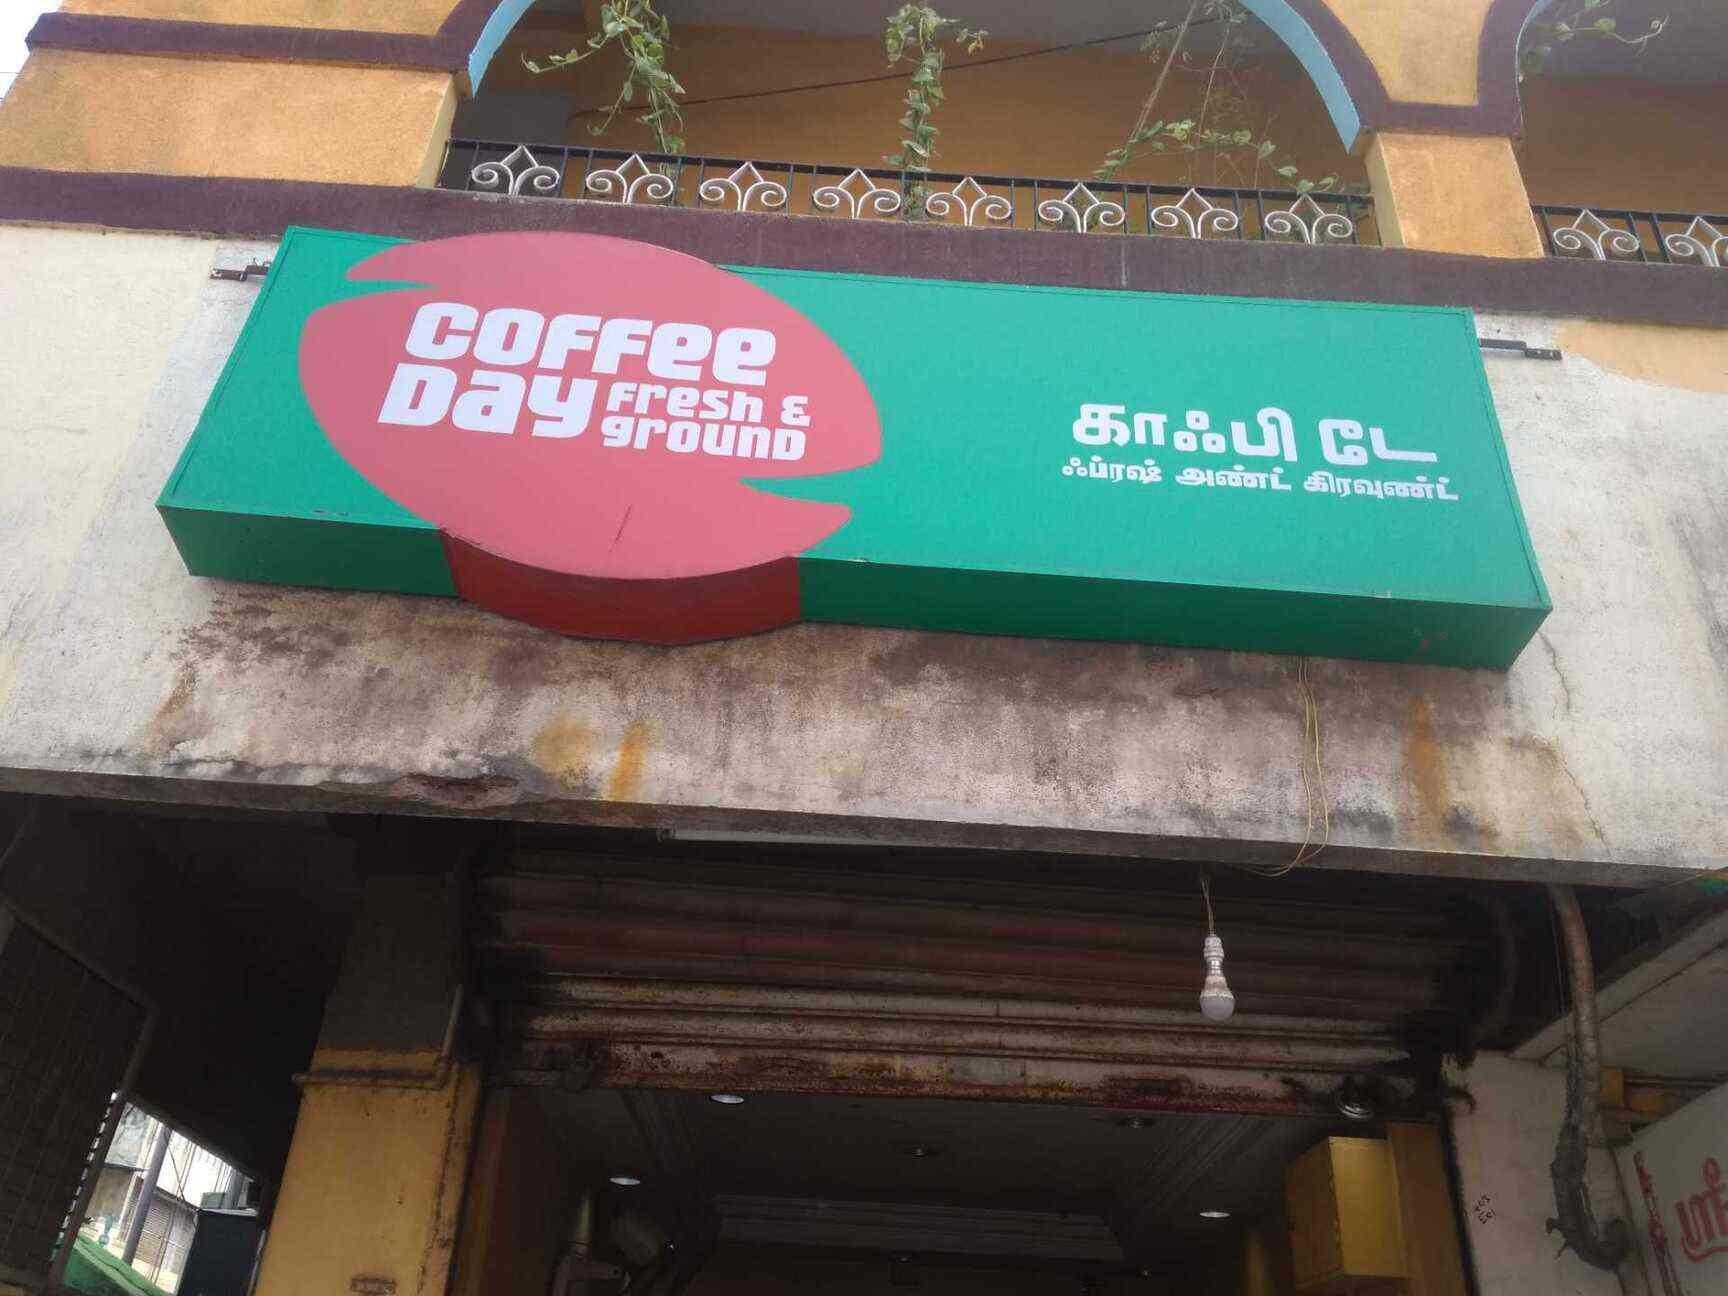 coffee
Day fresh &
ground
காஃபி டே
ஃப்ரஷ் அண்ட் கிரவுண்ட்